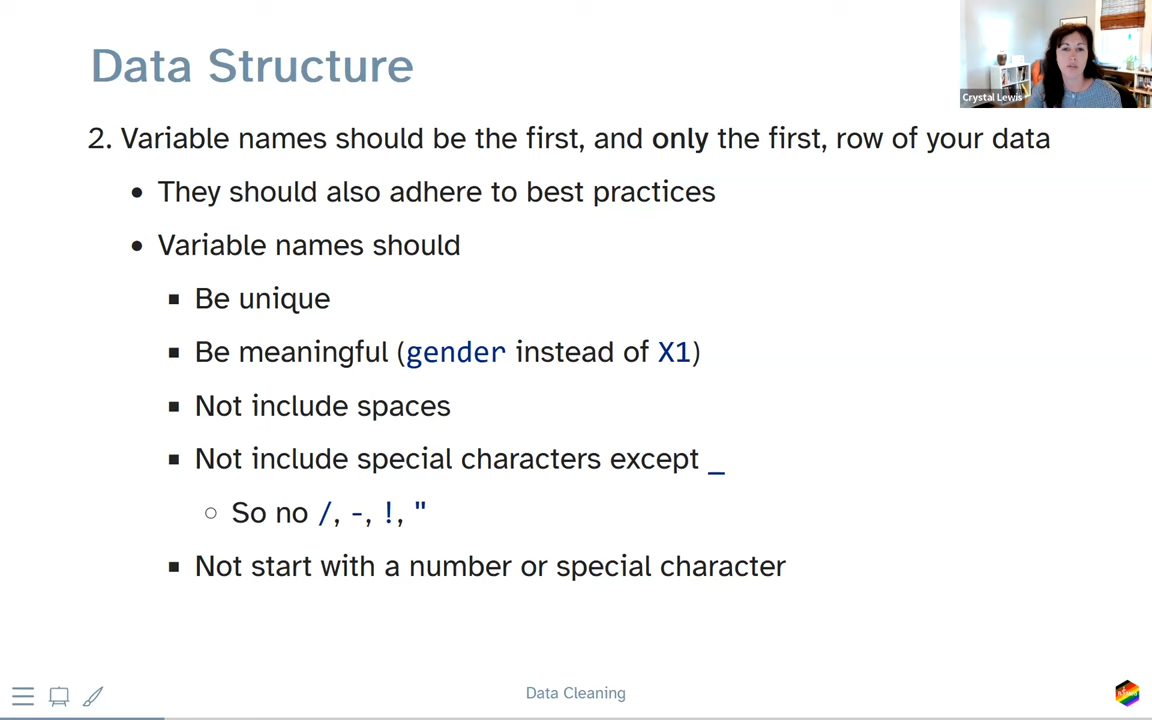 Data Structure
Crystal Lewis
2. Variable names should be the first, and only the first, row of your data
• They should also adhere to best practices
• Variable names should
▪ Be unique
▪ Be meaningful (gender instead of X1)
▪ Not include spaces
▪ Not include special characters except _
○ So no /, -, !, "
▪ Not start with a number or special character
Data Cleaning